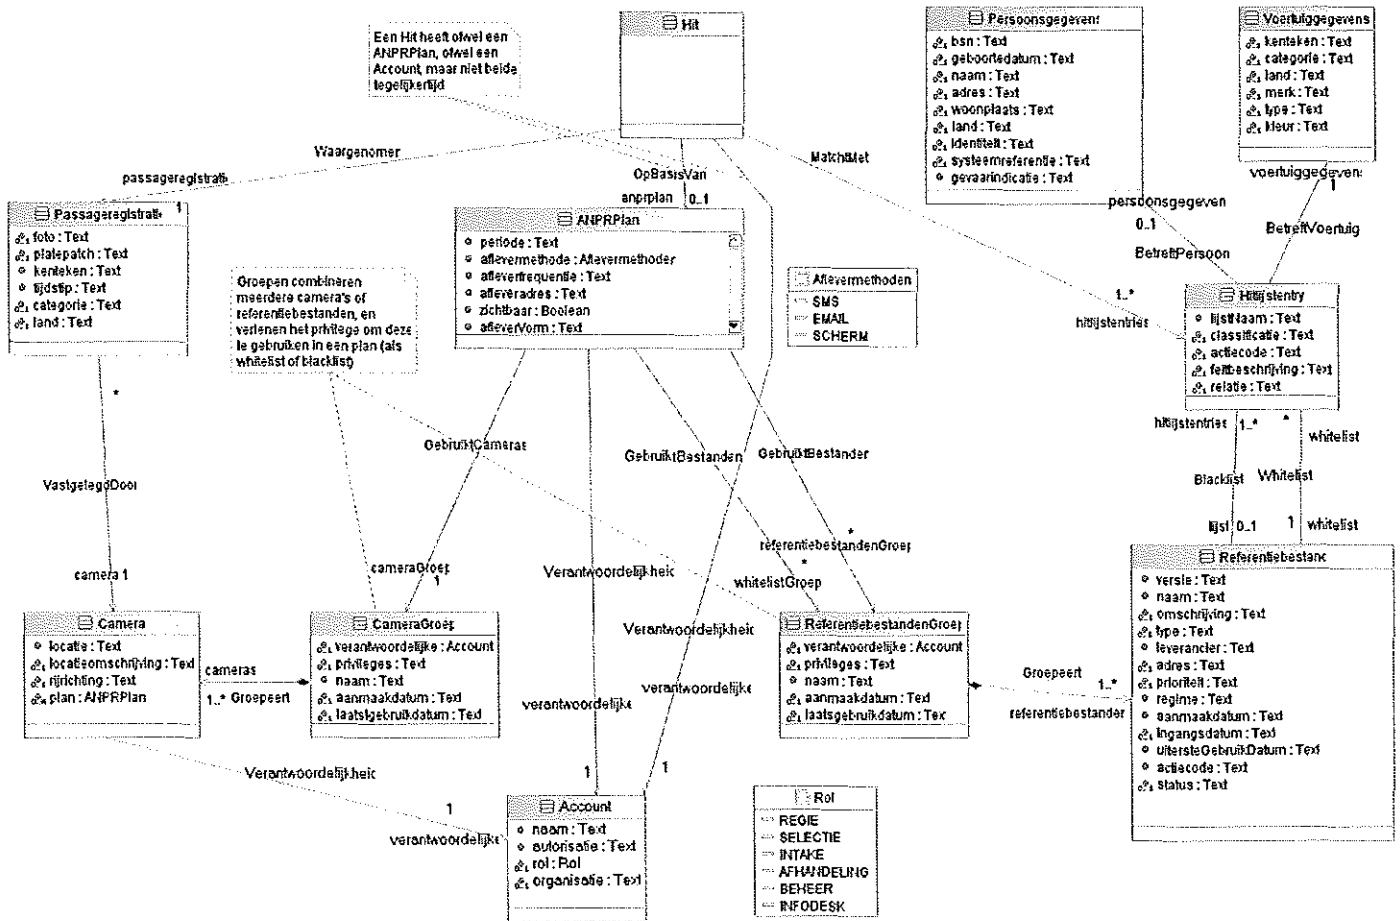 Hit
Een Hit heeft ofwel een
ANPRPlan, ofwel een
Account, maar niet beide
tegelijkertijd
Persoonsgegevens
bsn : Text
geboortedatum : Text
naam : Text
adres : Text
woonplaats : Text
land : Text
identiteit : Text
systeemreferentie : Text
gevaarindicatie : Text
Voertuiggegevens
kenteken : Text
categorie : Text
land : Text
merk : Text
type : Text
kleur : Text
Waargenomer
passageregistrati
1
OpBasisVan
anprplan
0..1
MatchtMet
1..*
hitlijstentries
persoonsgegeven
0..1
BetreftPersoon
voertuiggegevens
1
BetreftVoertuig
Passageregistrati
foto : Text
platepatch : Text
kenteken : Text
tijdstip : Text
categorie : Text
land : Text
Groepen combineren
meerdere camera's of
referentiebestanden, en
verlenen het privilege om deze
te gebruiken in een plan (als
whitelist of blacklist)
ANPRPlan
periode : Text
aflevermethode : Aflevermethoden
afleverfrequentie : Text
afleveradres : Text
zichtbaar : Boolean
afleverVorm : Text
Aflevermethoden
SMS
EMAIL
SCHERM
Hitlijstentry
lijstNaam : Text
classificatie : Text
actiecode : Text
feitbeschrijving : Text
relatie : Text
*
VastgelegdDoor
camera 1
GebruiktCameras
cameraGroep
1
Verantwoordelijkheid
verantwoordelijke
1
GebruiktBestanden
whitelistGroep
*
GebruiktBestanden
referentiebestandenGroep
*
Verantwoordelijkheid
verantwoordelijke
1
hitlijstentries
1..*
Blacklist
lijst
0..1
*
whitelist
Whitelist
1
whitelist
Camera
locatie : Text
locatieomschrijving : Text
rijrichting : Text
plan : ANPRPlan
cameras
1..*
Groepeert
CameraGroep
verantwoordelijke : Account
privileges : Text
naam : Text
aanmaakdatum : Text
laatstgebruikdatum : Text
ReferentiebestandenGroep
verantwoordelijke : Account
privileges : Text
naam : Text
aanmaakdatum : Text
laatsgebruikdatum : Text
Groepeert
1..*
referentiebestander
Referentiebestand
versie : Text
naam : Text
omschrijving : Text
type : Text
leverancier : Text
adres : Text
prioriteit : Text
regime : Text
aanmaakdatum : Text
ingangsdatum : Text
uitersteGebruikDatum : Text
actiecode : Text
status : Text
Verantwoordelijkheid
1
verantwoordelijke
Account
naam : Text
autorisatie : Text
rol : Rol
organisatie : Text
Rol
REGIE
SELECTIE
INTAKE
AFHANDELING
BEHEER
INFODESK